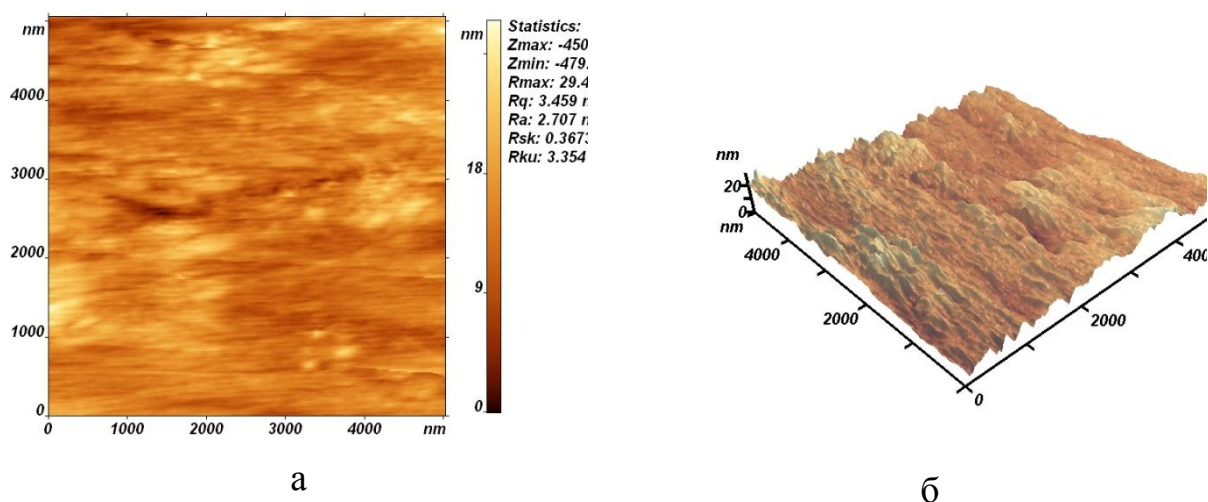 nm
4000
3000
2000
1000
0
0 1000 2000 3000 4000 nm
nm
18
9
0
Statistics:
Zmax: -450
Zmin: -479.
Rmax: 29.4
Rq: 3.459 n
Ra: 2.707 n
Rsk: 0.3673
Rku: 3.354
а
nm
20
0
nm
4000
2000
0
2000
400
б